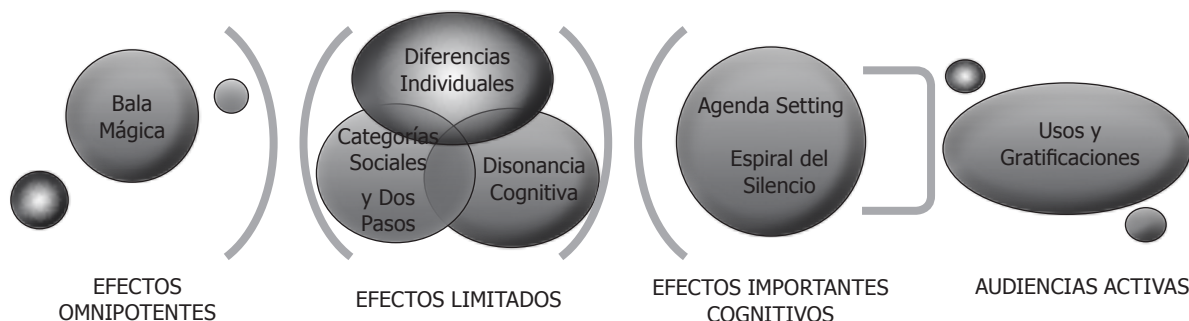 Bala
Mágica
Diferencias
Individuales
Categorías
Sociales
y Dos
Pasos
Disonancia
Cognitiva
Agenda Setting
Espiral del
Silencio
Usos y
Gratificaciones
EFECTOS
OMNIPOTENTES
EFECTOS LIMITADOS
EFECTOS IMPORTANTES
COGNITIVOS
AUDIENCIAS ACTIVAS